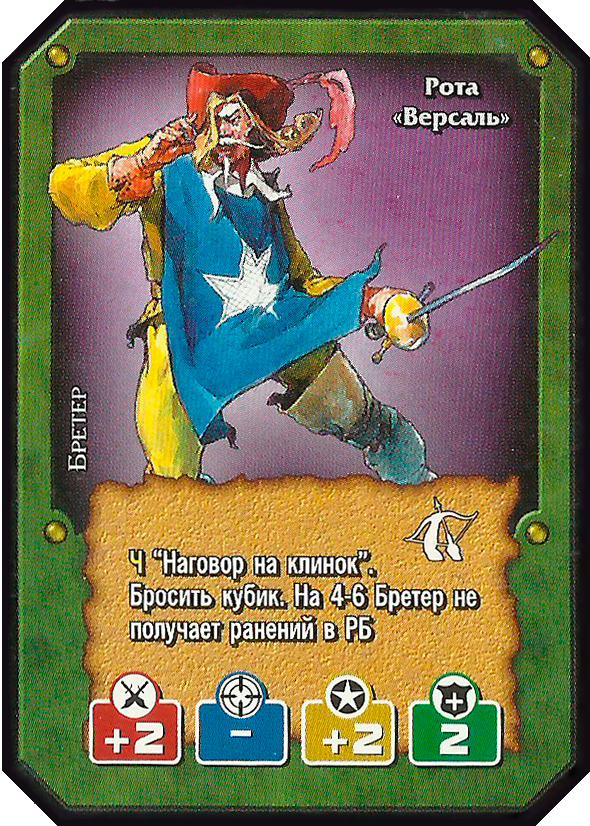 Рота
«Версаль»
Бретер
Ч “Наговор на клинок”.
Бросить кубик. На 4-6 Бретер не
получает ранений в РБ
+2 - +2 2